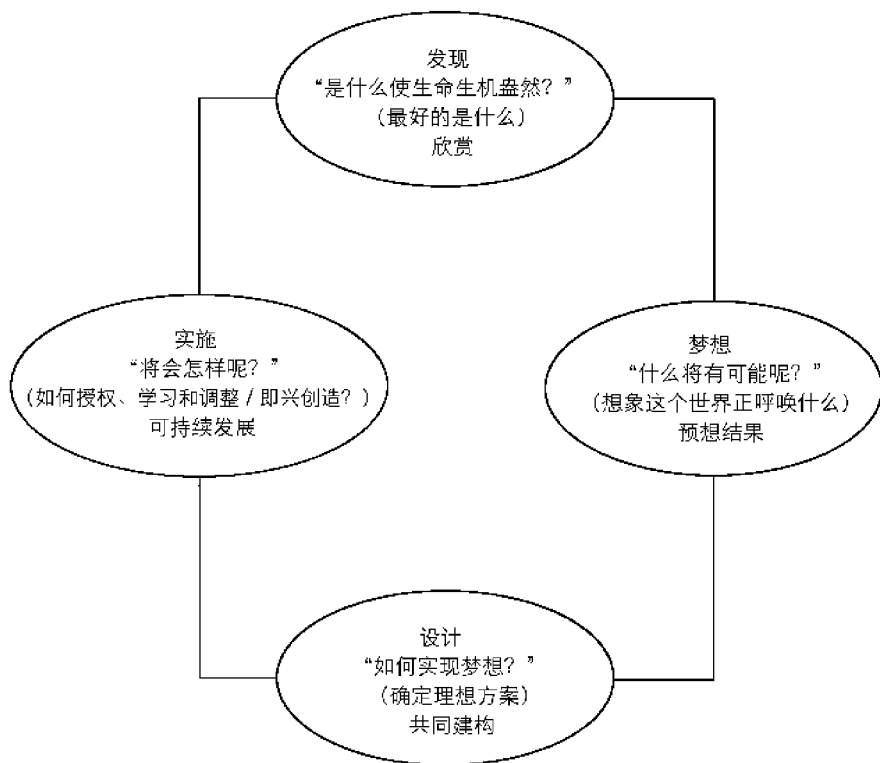 发现
“是什么使生命生机盎然？”
（最好的是什么）
欣赏
实施
“将会怎样呢？”
（如何授权、学习和调整 / 即兴创造？）
可持续发展
梦想
“什么将有可能呢？”
（想象这个世界正呼唤什么）
预想结果
设计
“如何实现梦想？”
（确定理想方案）
共同建构